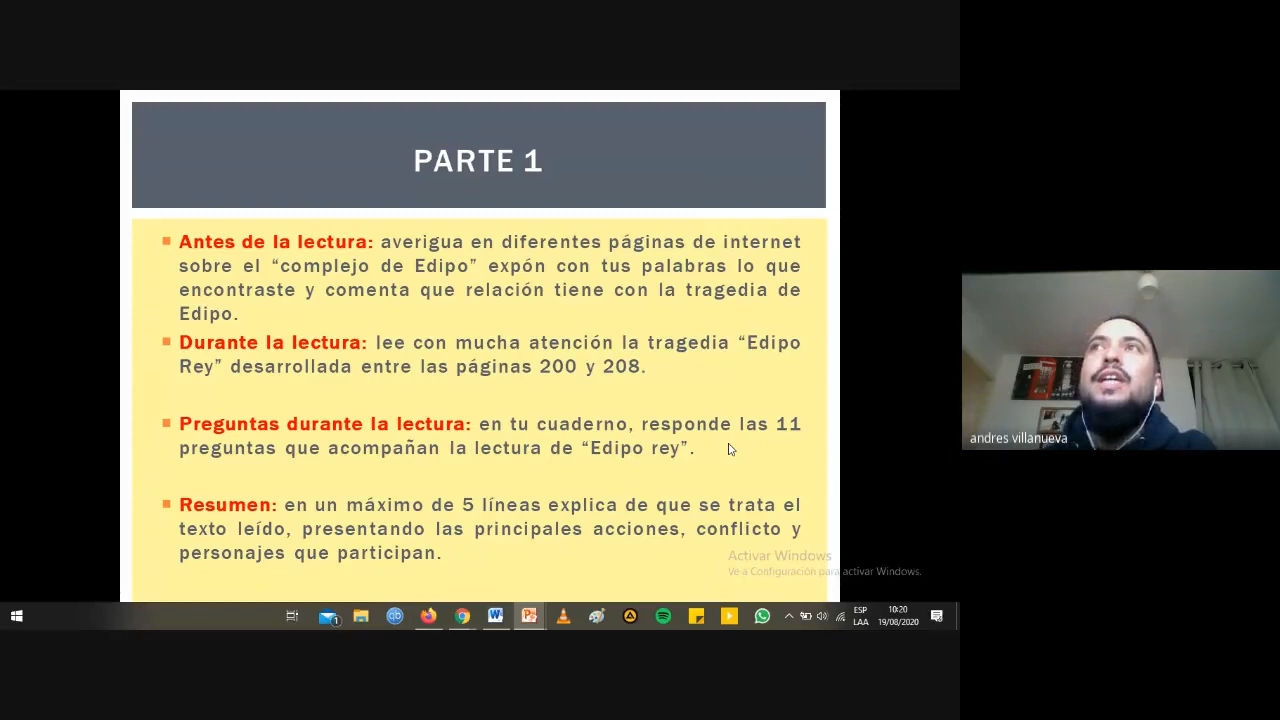 PARTE 1
Antes de la lectura: averigua en diferentes páginas de internet
sobre el “complejo de Edipo” expón con tus palabras lo que
encontraste y comenta que relación tiene con la tragedia de
Edipo.
Durante la lectura: lee con mucha atención la tragedia “Edipo
Rey” desarrollada entre las páginas 200 y 208.
Preguntas durante la lectura: en tu cuaderno, responde las 11
preguntas que acompañan la lectura de “Edipo rey”.
Resumen: en un máximo de 5 líneas explica de que se trata el
texto leído, presentando las principales acciones, conflicto y
personajes que participan.
Activar Windows
Ve a Configuración para activar Windows.
andres villanueva
ESP
LAA
10:20
19/08/2020